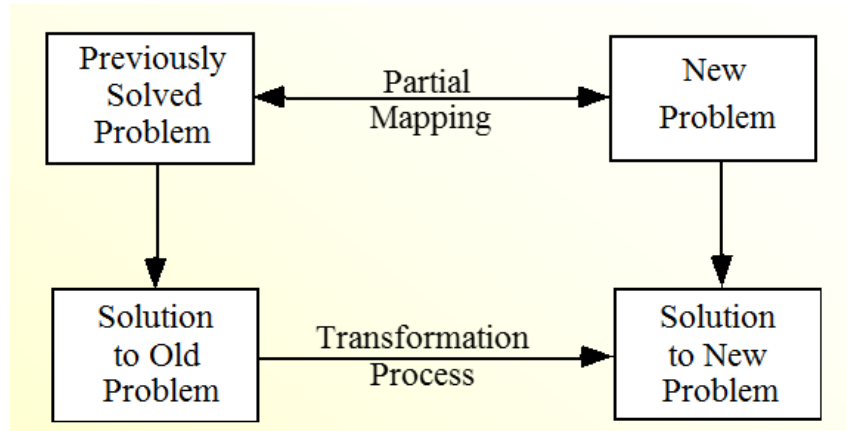 Previously
Solved
Problem
Partial
Mapping
New
Problem
Solution
to Old
Problem
Transformation
Process
Solution
to New
Problem